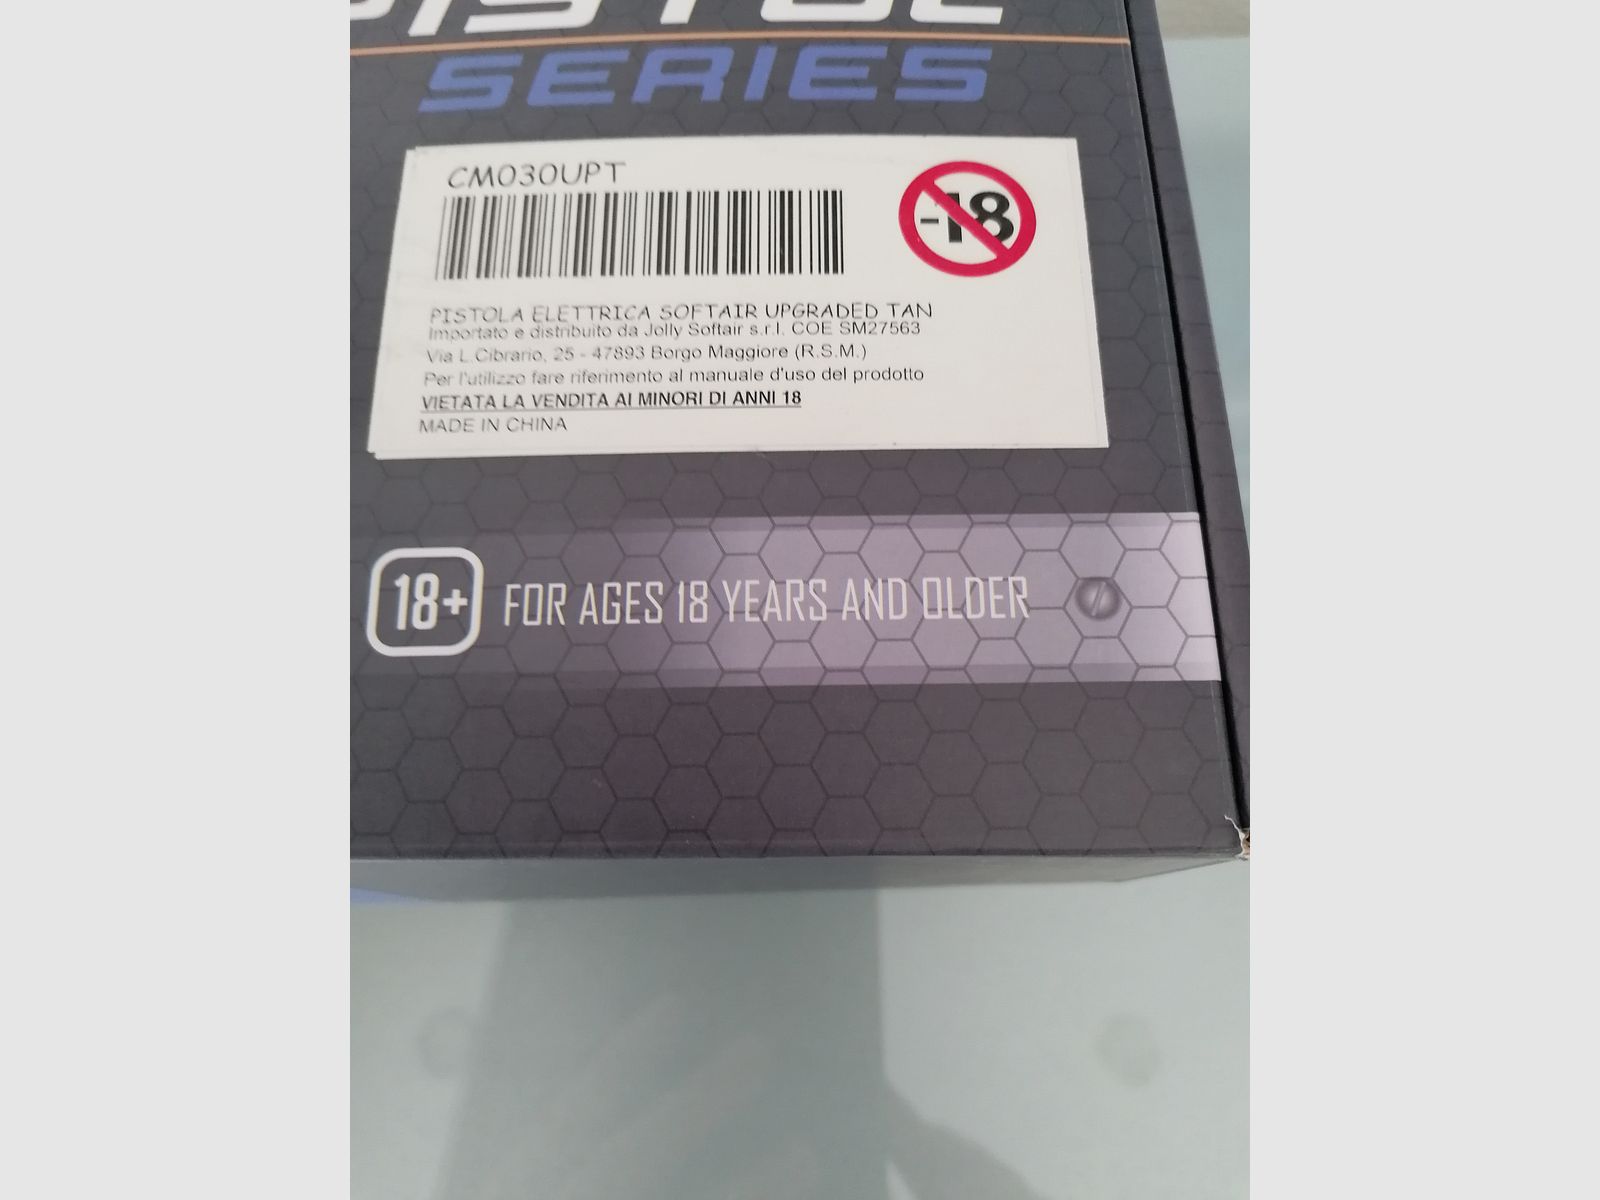 PISTOL
SERIES
CM030UPT
-18
PISTOLA ELETTRICA SOFTAIR UPGRADED TAN
Importato e distribuito da Jolly Softair s.r.l. COE SM27563
Via L.Cibrario, 25 - 47893 Borgo Maggiore (R.S.M.)
Per l'utilizzo fare riferimento al manuale d'uso del prodotto
VIETATA LA VENDITA AI MINORI DI ANNI 18
MADE IN CHINA
18+ FOR AGES 18 YEARS AND OLDER